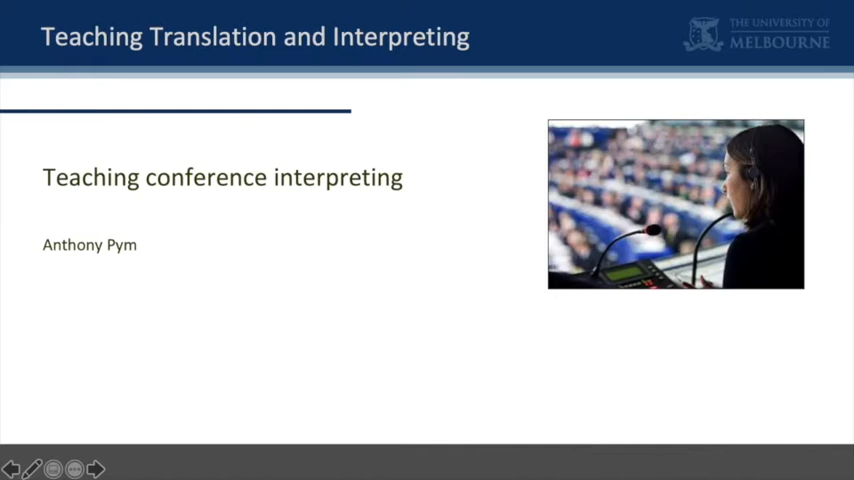 Teaching Translation and Interpreting
THE UNIVERSITY OF
MELBOURNE
Teaching conference interpreting
Anthony Pym